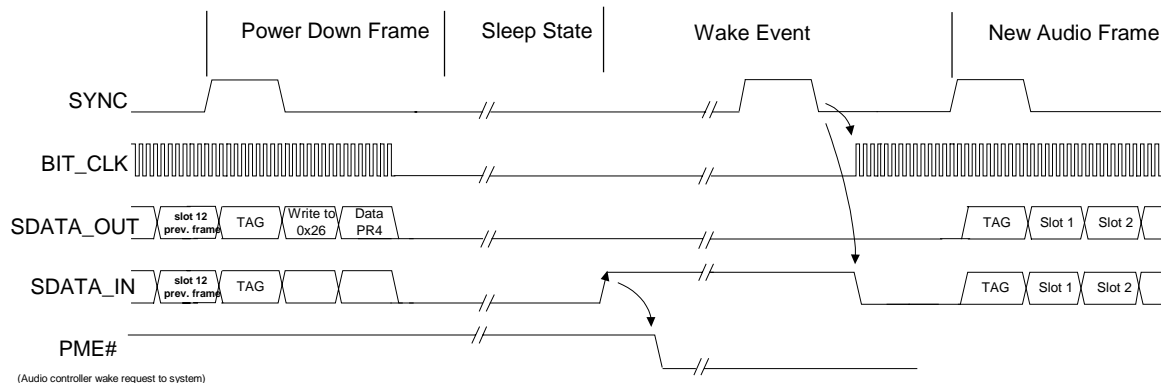 Power Down Frame Sleep State Wake Event New Audio Frame
SYNC
BIT_CLK
SDATA_OUT slot 12 prev. frame TAG Write to 0x26 Data PR4 TAG Slot 1 Slot 2
SDATA_IN slot 12 prev. frame TAG TAG Slot 1 Slot 2
PME#
(Audio controller wake request to system)